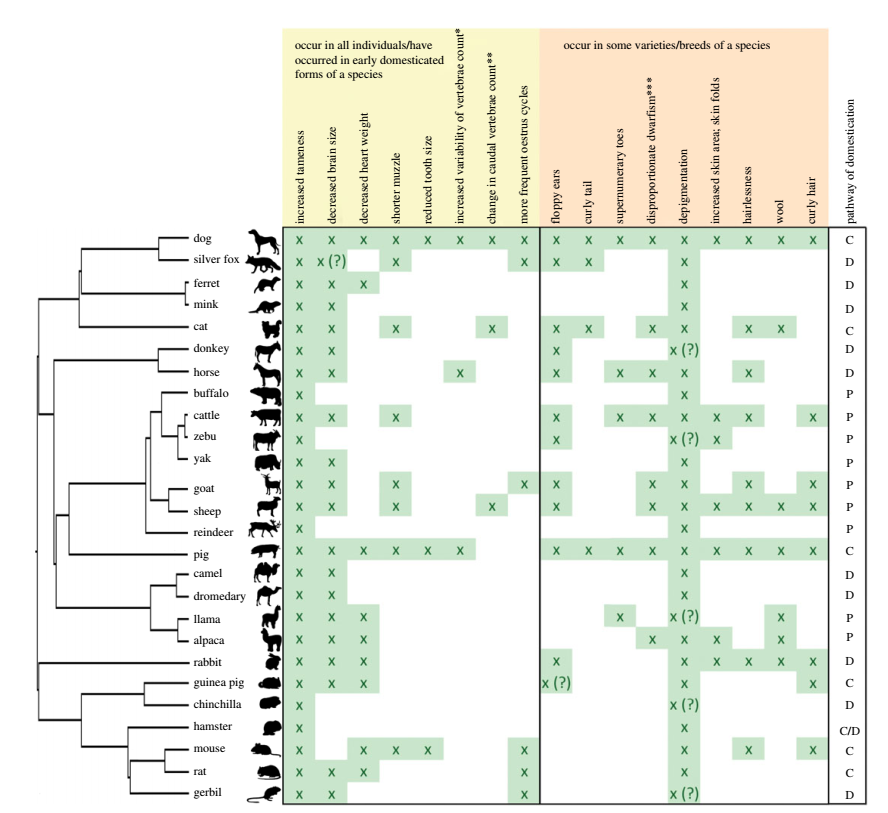 occur in all individuals/have
occurred in early domesticated
forms of a species
occur in some varieties/breeds of a species
increased tameness
decreased brain size
decreased heart weight
shorter muzzle
reduced tooth size
increased variability of vertebrae count*
change in caudal vertebrae count**
more frequent oestrus cycles
floppy ears
curly tail
supernumerary toes
disproportionate dwarfism***
depigmentation
increased skin area; skin folds
hairlessness
wool
curly hair
pathway of domestication
dog x x x x x x x x x x x x x x x x x C
silver fox x x (?) x x x x x D
ferret x x x x D
mink x x x D
cat x x x x x x x x x x C
donkey x x x x (?) D
horse x x x x x x x x D
buffalo x x P
cattle x x x x x x x x x x P
zebu x x x (?) x P
yak x x x P
goat x x x x x x x x x P
sheep x x x x x x x x x x x P
reindeer x x P
pig x x x x x x x x x x x x x x x C
camel x x x D
dromedary x x x D
llama x x x x x (?) x P
alpaca x x x x x x x P
rabbit x x x x x x x x x D
guinea pig x x x x (?) x x C
chinchilla x x (?) D
hamster x x C/D
mouse x x x x x x x x C
rat x x x x x C
gerbil x x x x (?) D